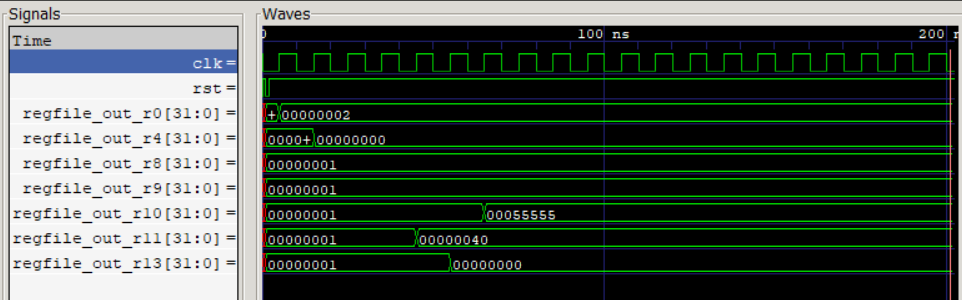 Signals
Waves
Time
0 100 ns 200
clk =
rst =
regfile_out_r0[31:0] = + 00000002
regfile_out_r4[31:0] = 0000+ 00000000
regfile_out_r8[31:0] = 00000001
regfile_out_r9[31:0] = 00000001
regfile_out_r10[31:0] = 00000001 00055555
regfile_out_r11[31:0] = 00000001 00000040
regfile_out_r13[31:0] = 00000001 00000000